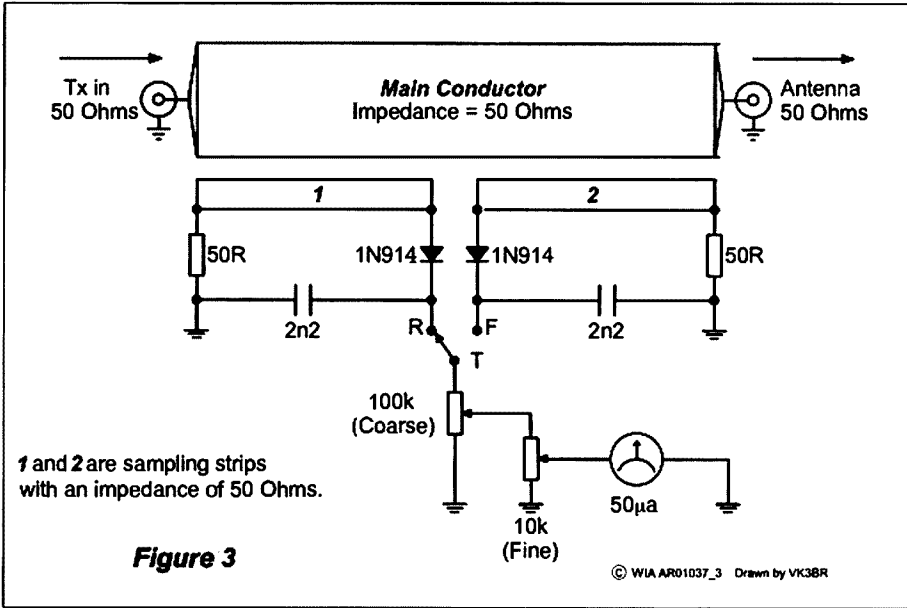 Tx in
50 Ohms
Main Conductor
Impedance = 50 Ohms
Antenna
50 Ohms
1
2
50R
1N914
1N914
50R
2n2
2n2
R
F
T
100k
(Coarse)
1 and 2 are sampling strips
with an impedance of 50 Ohms.
50µa
10k
(Fine)
Figure 3
© WIA AR01037_3 Drawn by VK3BR